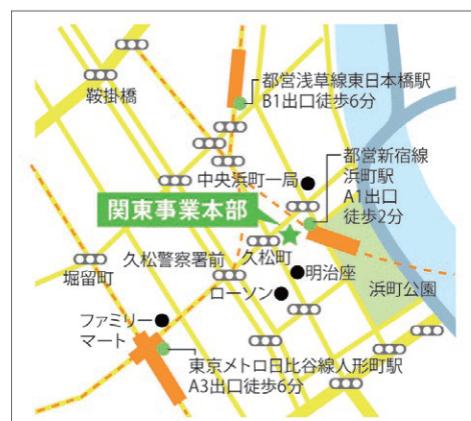 都営浅草線東日本橋駅
B1出口徒歩6分
鞍掛橋
都営新宿線
浜町駅
A1出口
徒歩2分
中央浜町一局
関東事業本部
久松警察署前
久松町
堀留町
明治座
浜町公園
ローソン
ファミリー
マート
東京メトロ日比谷線人形町駅
A3出口徒歩6分